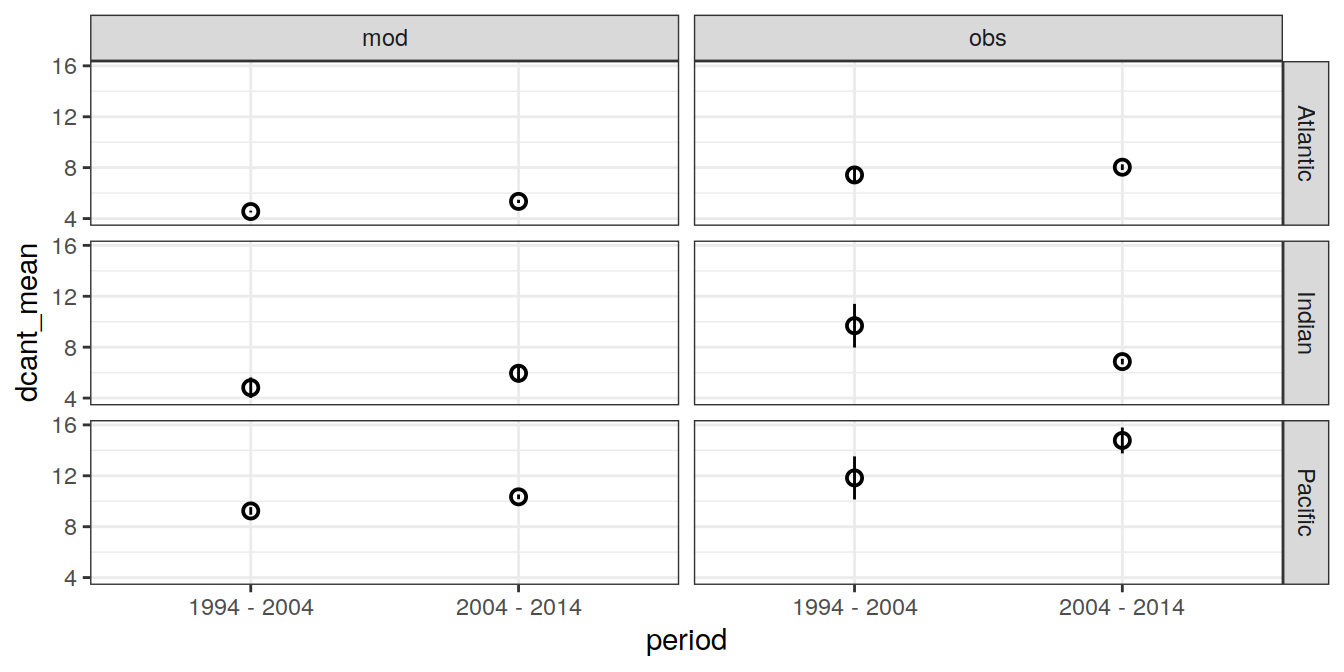 mod
obs
16
12
8
4
Atlantic
16
12
8
4
Indian
16
12
8
4
Pacific
dcant_mean
1994 - 2004
2004 - 2014
1994 - 2004
2004 - 2014
period